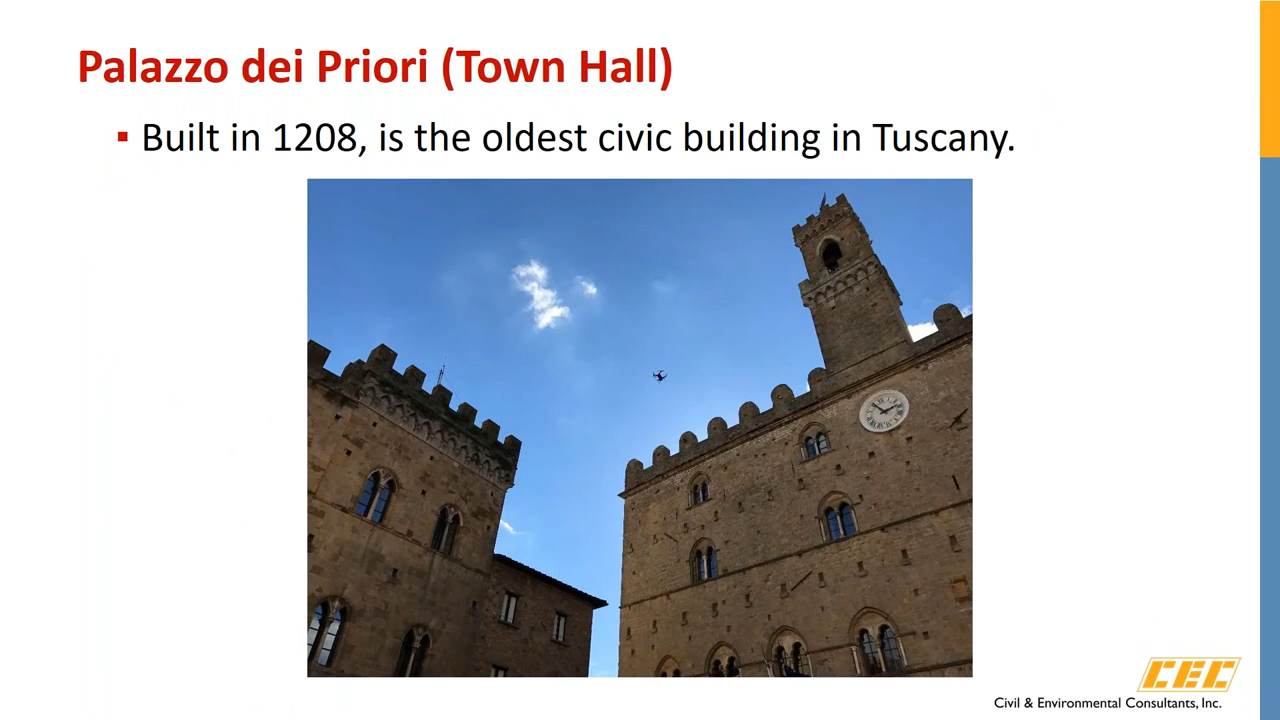 Palazzo dei Priori (Town Hall)
▪ Built in 1208, is the oldest civic building in Tuscany.
CEC
Civil & Environmental Consultants, Inc.